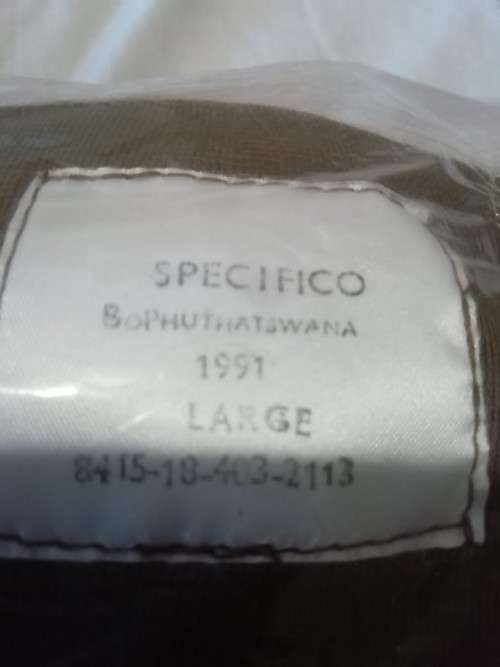 SPECIFICO
BOPHUTHATSWANA
1991
LARGE
8415-18-403-2113